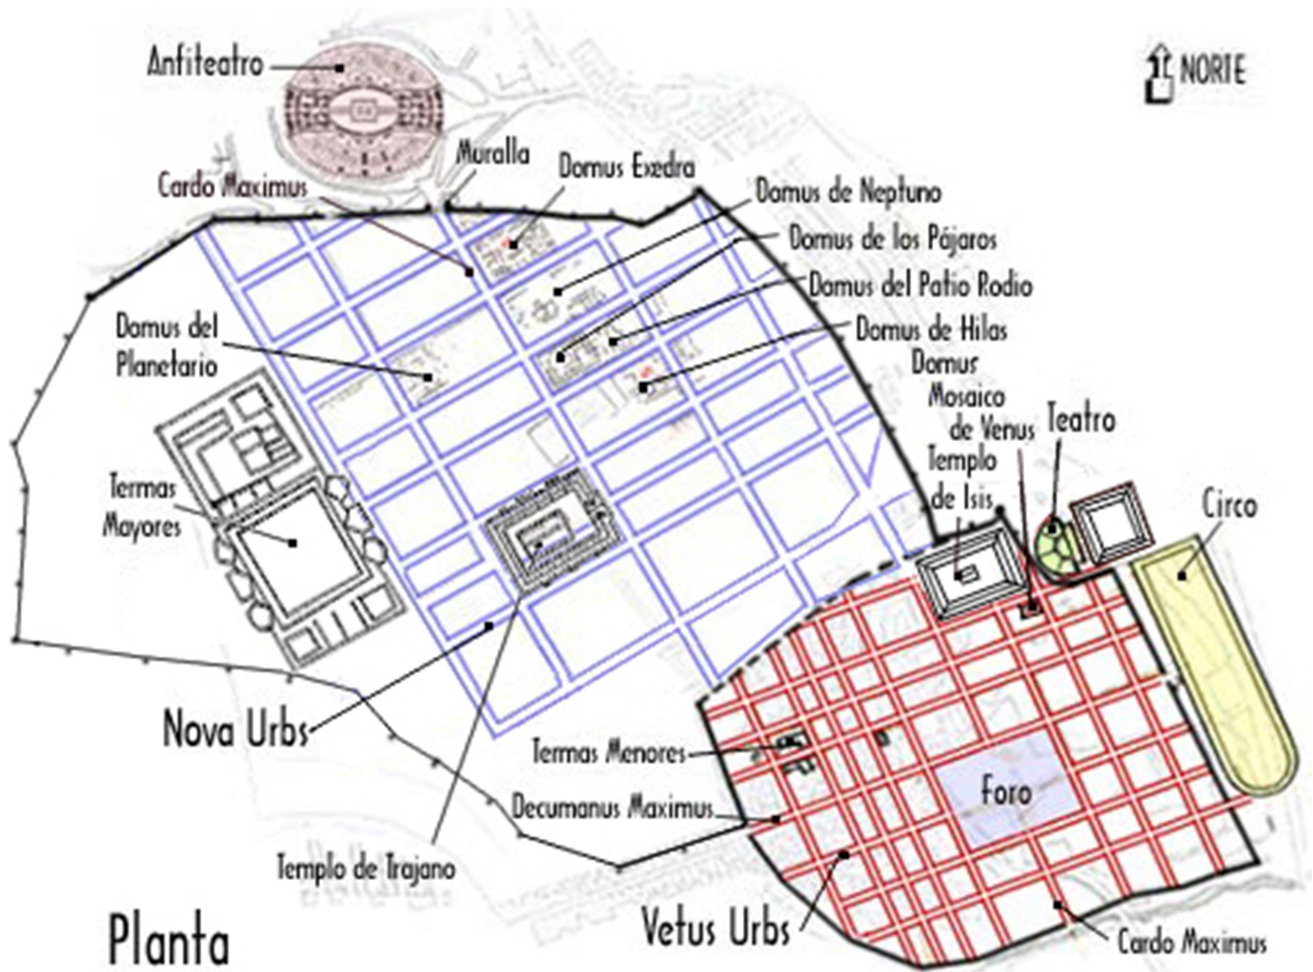 Anfiteatro
NORTE
Muralla
Domus Exedra
Cardo Maximus
Domus de Neptuno
Domus de los Pájaros
Domus del Patio Rodio
Domus de Hilas
Domus del
Planetario
Domus
Mosaico
de Venus
Teatro
Templo
de Isis
Circo
Termas
Mayores
Nova Urbs
Termas Menores
Foro
Decumanus Maximus
Templo de Trajano
Vetus Urbs
Cardo Maximus
Planta